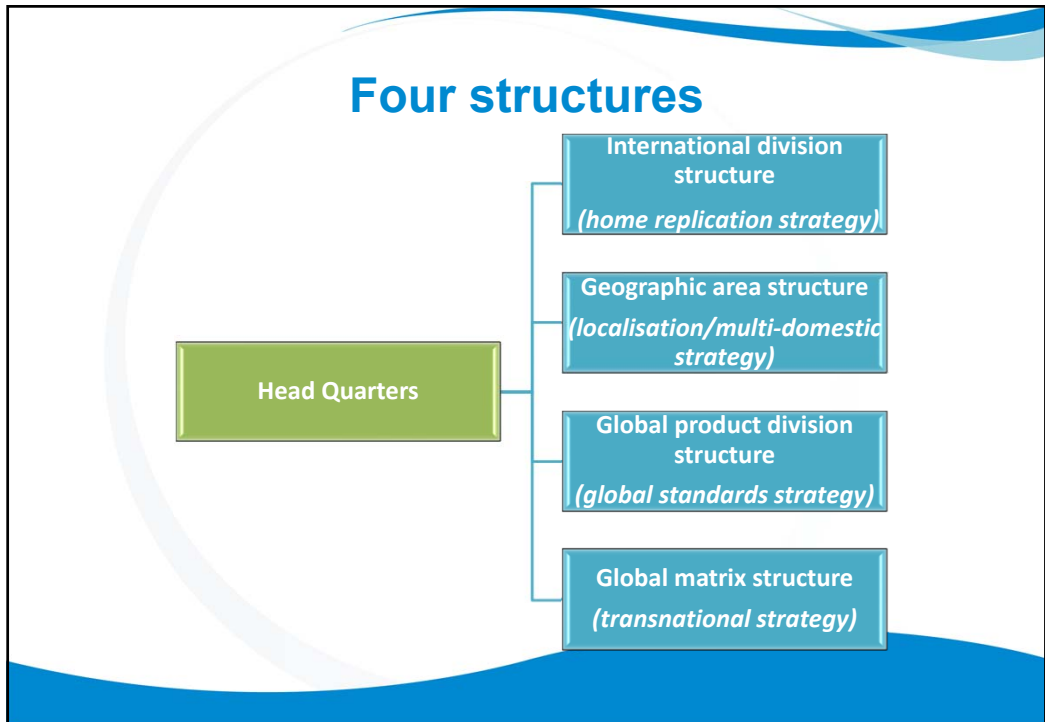 Four structures
Head Quarters
International division
structure
(home replication strategy)
Geographic area structure
(localisation/multi-domestic
strategy)
Global product division
structure
(global standards strategy)
Global matrix structure
(transnational strategy)